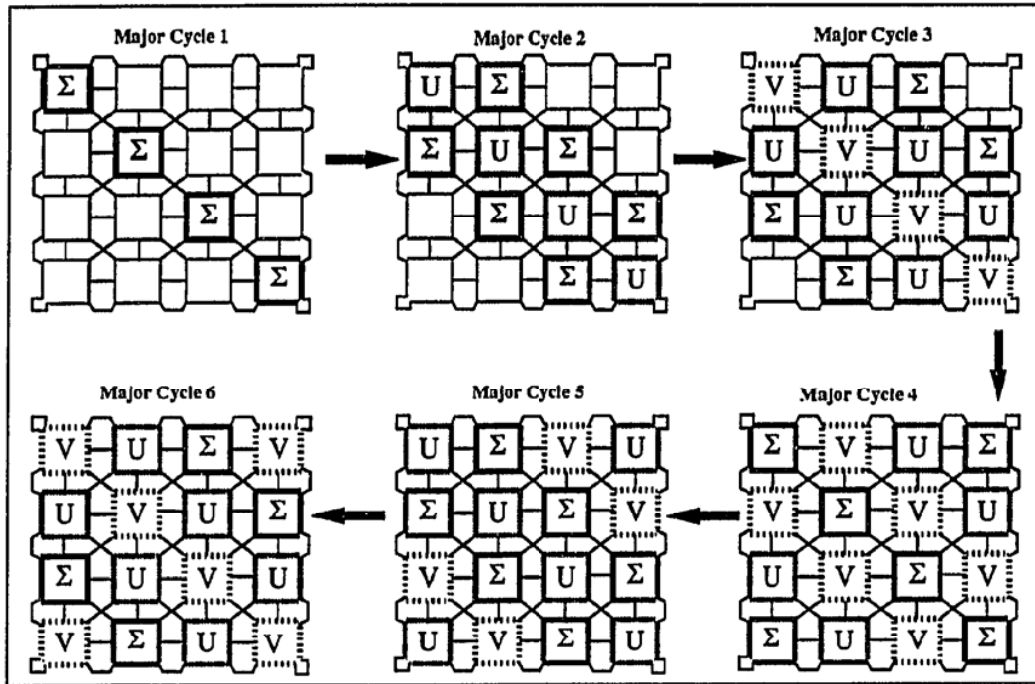 Major Cycle 1 Major Cycle 2 Major Cycle 3
Σ U Σ V U Σ
Σ Σ U Σ U V U Σ
Σ Σ U Σ Σ U V U
Σ Σ U Σ U V
Major Cycle 6 Major Cycle 5 Major Cycle 4
V U Σ V U Σ V U Σ V U Σ
U V U Σ Σ U Σ V V Σ V U
Σ U V U V Σ U Σ U V Σ V
V Σ U V U V Σ U Σ U V Σ